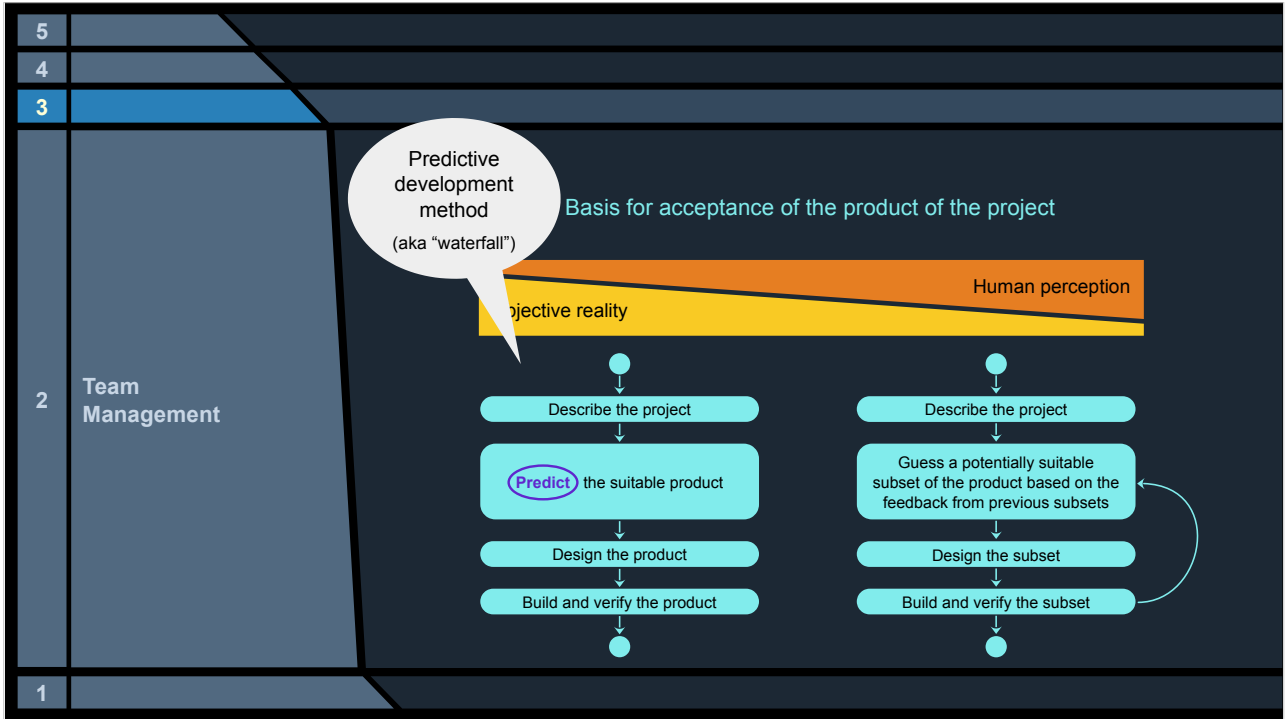 5
4
3
2
Team
Management
1
Predictive
development
method
(aka “waterfall”)
Basis for acceptance of the product of the project
Human perception
jective reality
Describe the project
Predict the suitable product
Design the product
Build and verify the product
Describe the project
Guess a potentially suitable
subset of the product based on the
feedback from previous subsets
Design the subset
Build and verify the subset